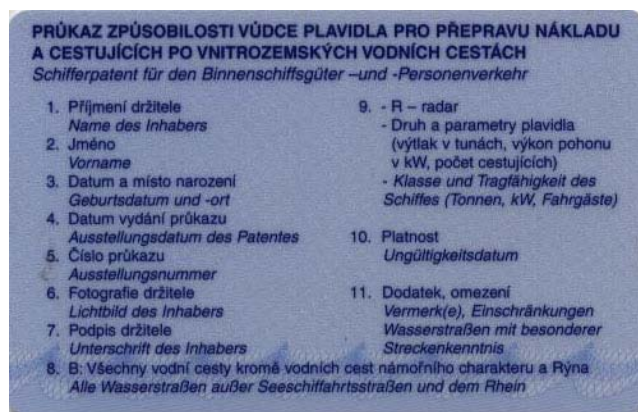 PRŮKAZ ZPŮSOBILOSTI VŮDCE PLAVIDLA PRO PŘEPRAVU NÁKLADU
A CESTUJÍCÍCH PO VNITROZEMSKÝCH VODNÍCH CESTÁCH
Schifferpatent für den Binnenschiffsgüter –und -Personenverkehr
1. Příjmení držitele
Name des Inhabers
2. Jméno
Vorname
3. Datum a místo narození
Geburtsdatum und -ort
4. Datum vydání průkazu
Ausstellungsdatum des Patentes
5. Číslo průkazu
Ausstellungsnummer
6. Fotografie držitele
Lichtbild des Inhabers
7. Podpis držitele
Unterschrift des Inhabers
8. B: Všechny vodní cesty kromě vodních cest námořního charakteru a Rýna
Alle Wasserstraßen außer Seeschiffahrtsstraßen und dem Rhein
9. - R – radar
- Druh a parametry plavidla
(výtlak v tunách, výkon pohonu
v kW, počet cestujících)
- Klasse und Tragfähigkeit des
Schiffes (Tonnen, kW, Fahrgäste)
10. Platnost
Ungültigkeitsdatum
11. Dodatek, omezení
Vermerk(e), Einschränkungen
Wasserstraßen mit besonderer
Streckenkenntnis